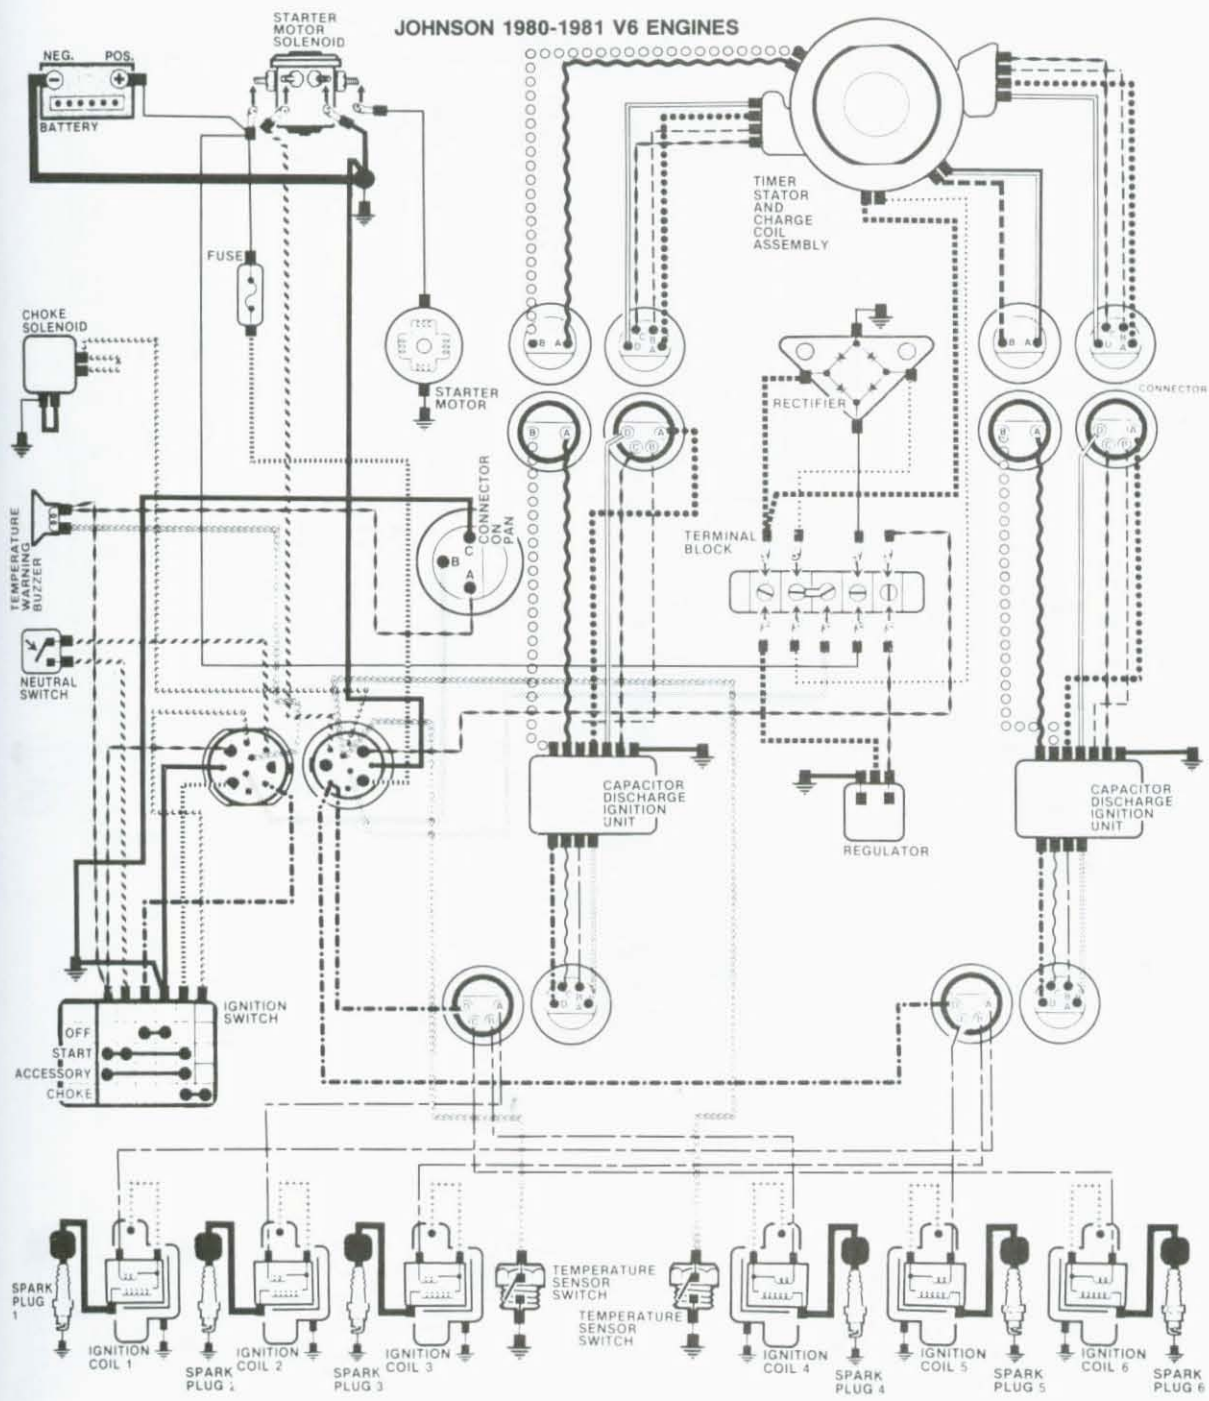 JOHNSON 1980-1981 V6 ENGINES
STARTER
MOTOR
SOLENOID
NEG.
POS.
BATTERY
FUSE
CHOKE
SOLENOID
STARTER
MOTOR
TIMER
STATOR
AND
CHARGE
COIL
ASSEMBLY
B A
D
C
B
A
RECTIFIER
B A
D
A
CONNECTOR
B A
D A
C B
B A
D A
TEMPERATURE
WARNING
BUZZER
CONNECTOR
ON
PAN
C
B
A
TERMINAL
BLOCK
NEUTRAL
SWITCH
CAPACITOR
DISCHARGE
IGNITION
UNIT
REGULATOR
CAPACITOR
DISCHARGE
IGNITION
UNIT
IGNITION
SWITCH
OFF
START
ACCESSORY
CHOKE
SPARK
PLUG
1
IGNITION
COIL 1
SPARK
PLUG 2
IGNITION
COIL 2
SPARK
PLUG 3
IGNITION
COIL 3
TEMPERATURE
SENSOR
SWITCH
TEMPERATURE
SENSOR
SWITCH
IGNITION
COIL 4
SPARK
PLUG 4
IGNITION
COIL 5
SPARK
PLUG 5
IGNITION
COIL 6
SPARK
PLUG 6